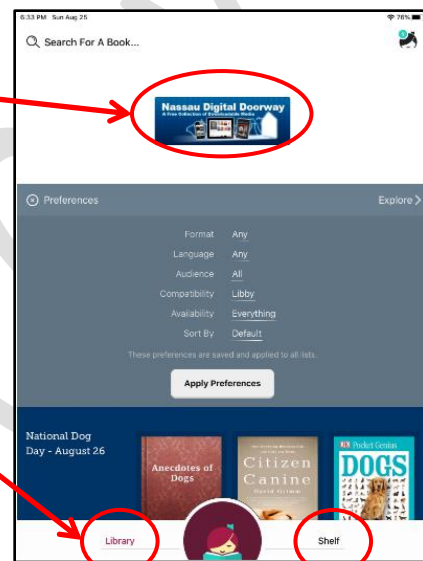 6:33 PM Sun Aug 25
76%
Search For A Book...
3
Nassau Digital Doorway
A Free Collection of Downloadable Media
Preferences
Explore
Format Any
Language Any
Audience All
Compatibility Libby
Availability Everything
Sort By Default
These preferences are saved and applied to all lists.
Apply Preferences
National Dog
Day - August 26
Anecdotes of
Dogs
Citizen
Canine
DK Pocket Genius
DOGS
Library
Shelf